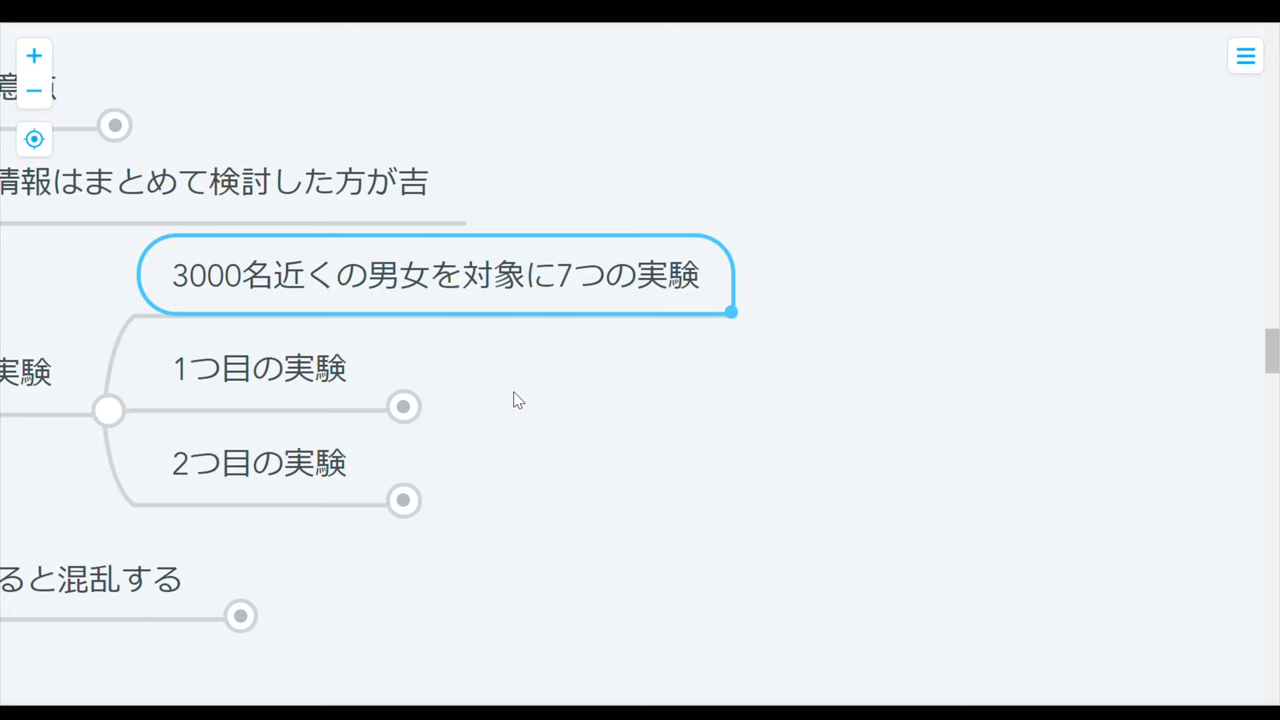 情報はまとめて検討した方が吉
3000名近くの男女を対象に7つの実験
実験
1つ目の実験
2つ目の実験
ると混乱する